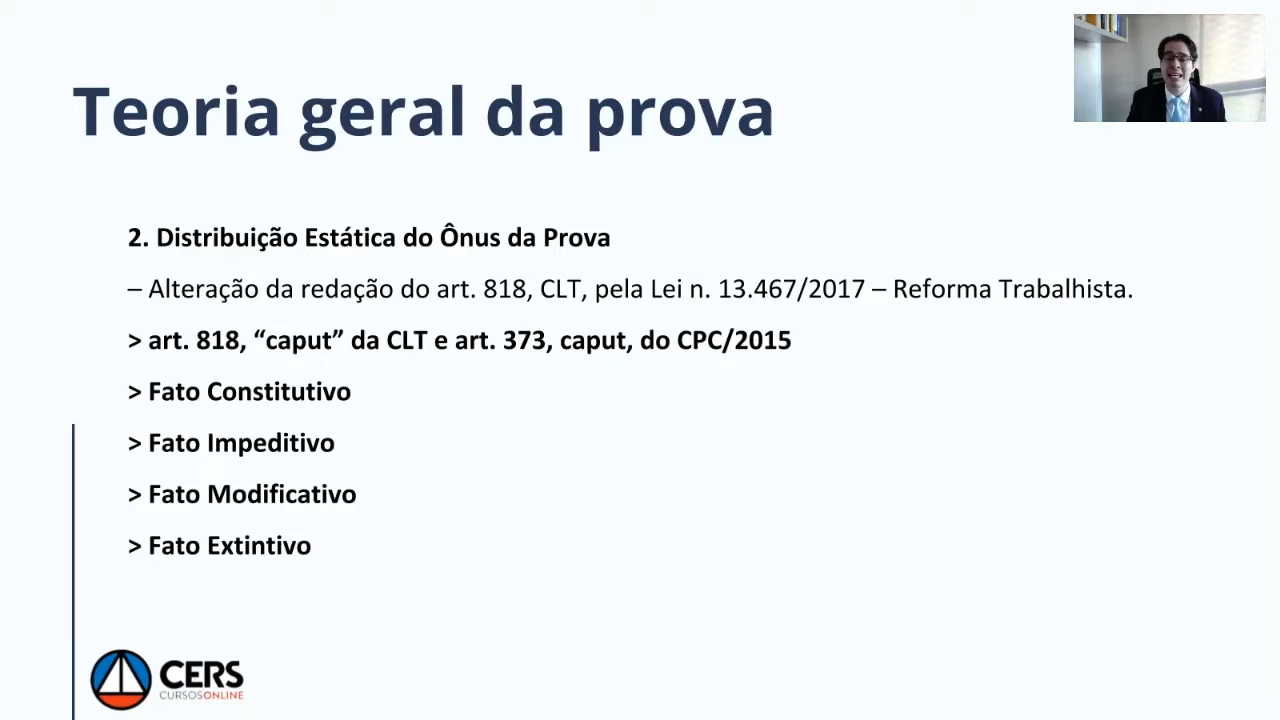 Teoria geral da prova
2. Distribuição Estática do Ônus da Prova
– Alteração da redação do art. 818, CLT, pela Lei n. 13.467/2017 – Reforma Trabalhista.
> art. 818, “caput” da CLT e art. 373, caput, do CPC/2015
> Fato Constitutivo
> Fato Impeditivo
> Fato Modificativo
> Fato Extintivo
CERS
CURSOSONLINE